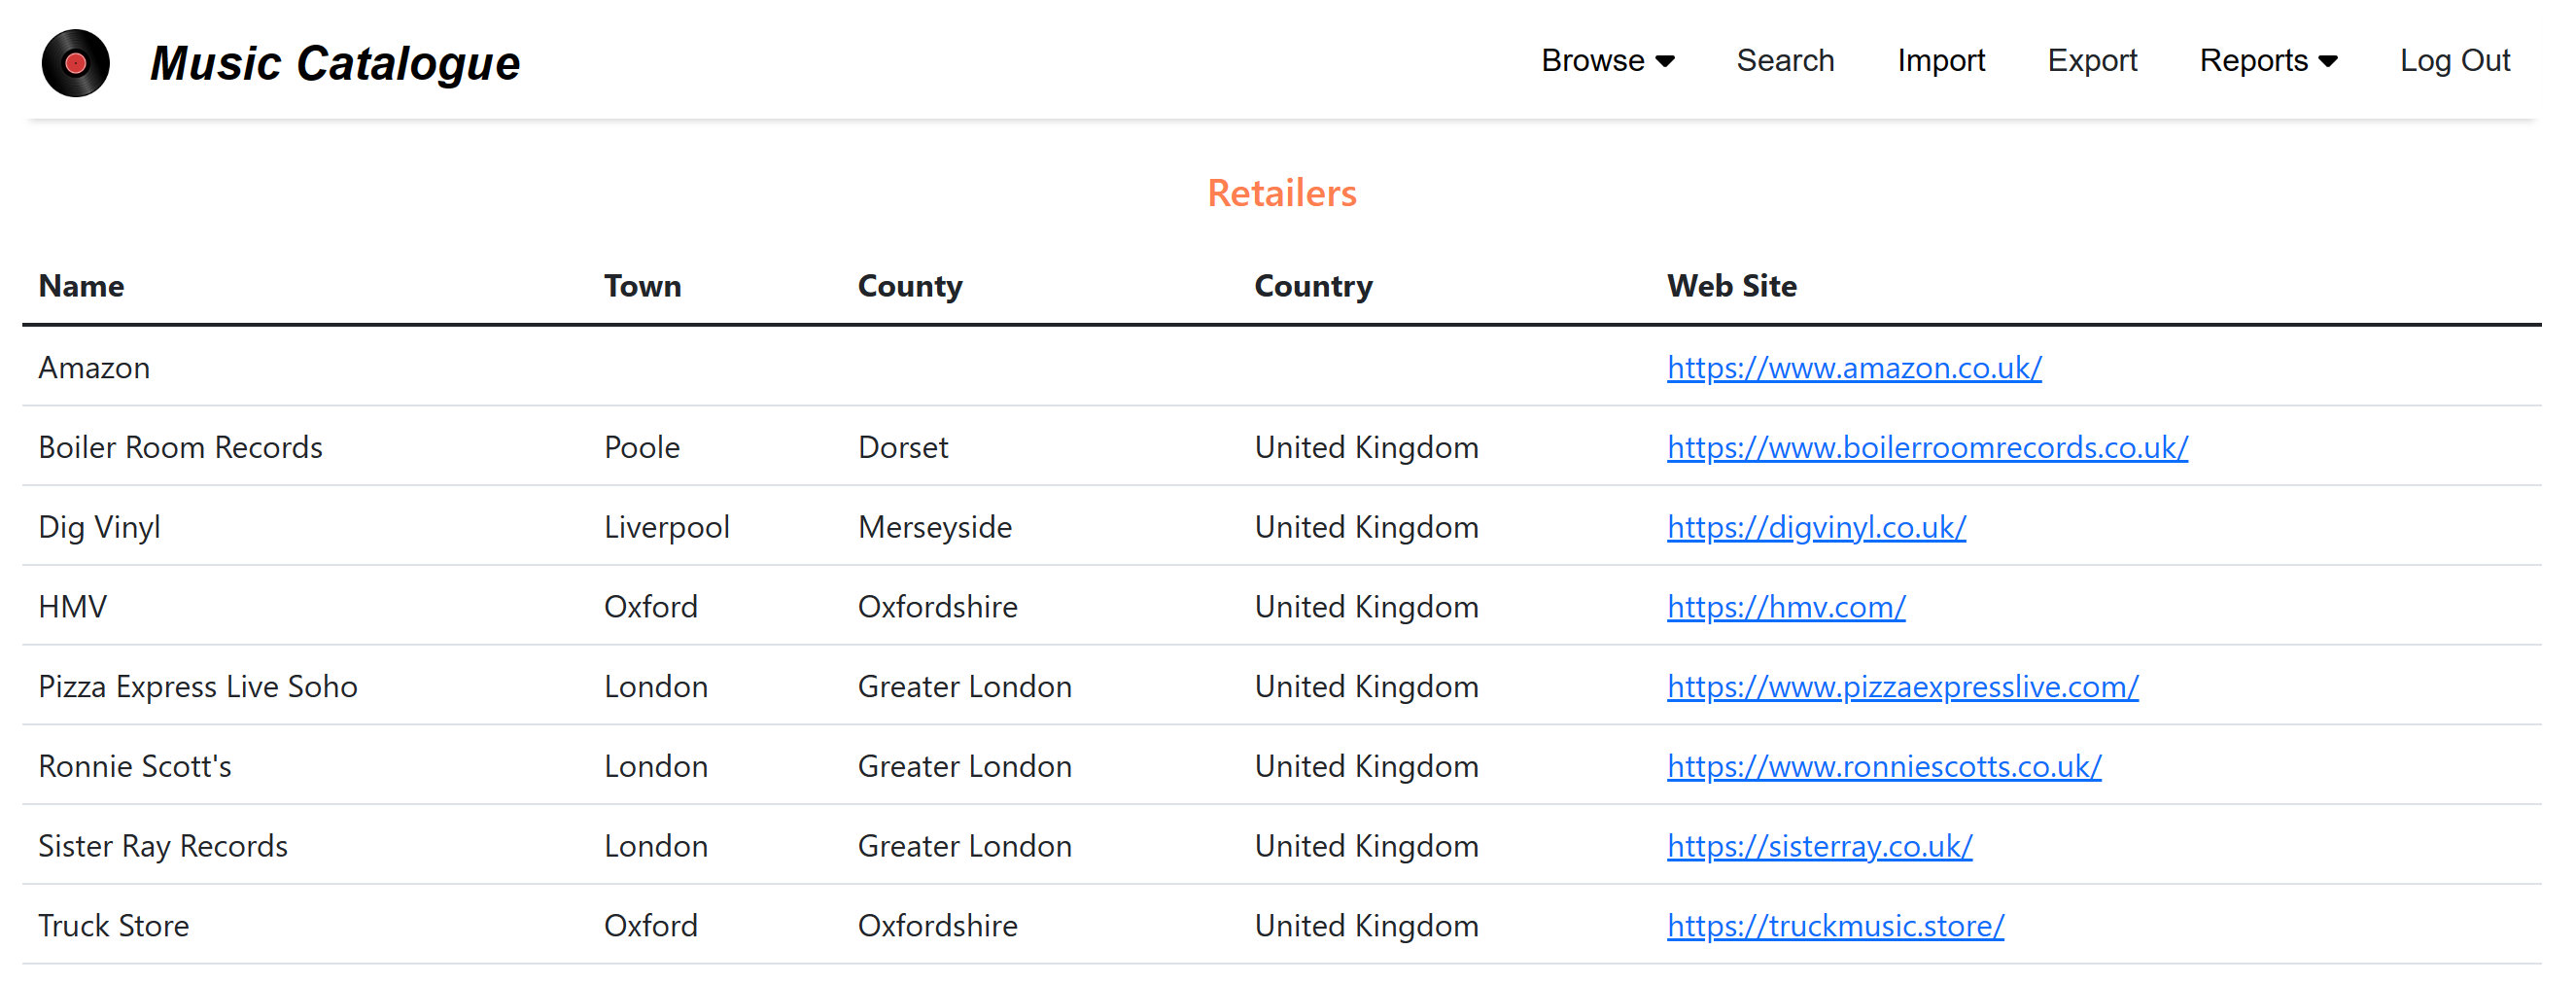 Music Catalogue Browse Search Import Export Reports Log Out
Retailers
Name Town County Country Web Site
Amazon https://www.amazon.co.uk/
Boiler Room Records Poole Dorset United Kingdom https://www.boilerroomrecords.co.uk/
Dig Vinyl Liverpool Merseyside United Kingdom https://digvinyl.co.uk/
HMV Oxford Oxfordshire United Kingdom https://hmv.com/
Pizza Express Live Soho London Greater London United Kingdom https://www.pizzaexpresslive.com/
Ronnie Scott's London Greater London United Kingdom https://www.ronniescotts.co.uk/
Sister Ray Records London Greater London United Kingdom https://sisterray.co.uk/
Truck Store Oxford Oxfordshire United Kingdom https://truckmusic.store/